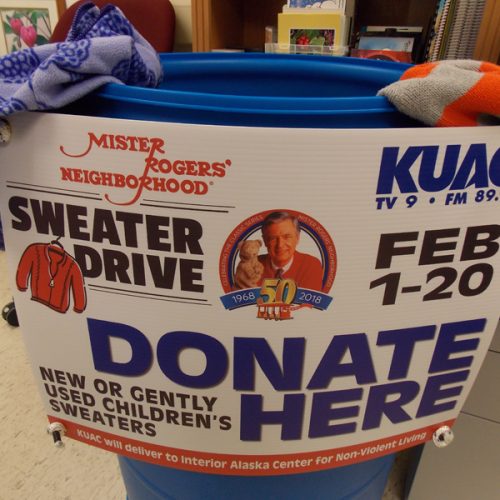 MISTER
ROGERS'
NEIGHBORHOOD®
SWEATER
DRIVE
KUAC
TV 9 • FM 89.
FEB
1-20
1968 50 2018
DONATE
HERE
NEW OR GENTLY
USED CHILDREN'S
SWEATERS
KUAC will deliver to Interior Alaska Center for Non-Violent Living